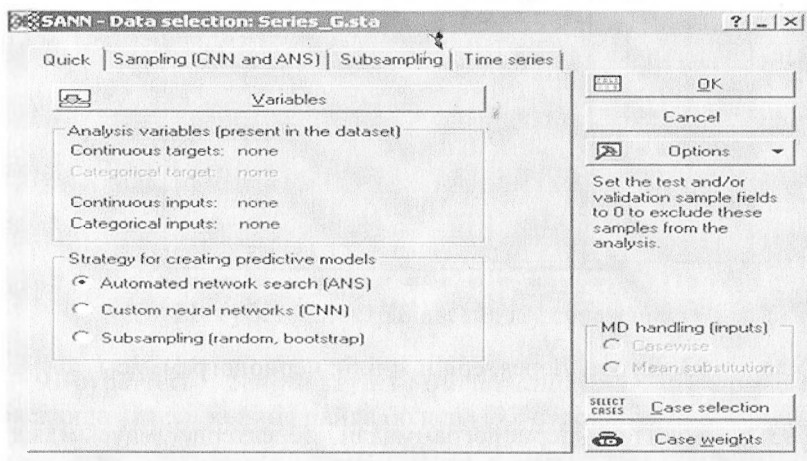 SANN - Data selection: Series_G.sta
Quick
Sampling (CNN and ANS)
Subsampling
Time series
Variables
Analysis variables (present in the dataset)
Continuous targets: none
Categorical target: none
Continuous inputs: none
Categorical inputs: none
Strategy for creating predictive models
Automated network search (ANS)
Custom neural networks (CNN)
Subsampling (random, bootstrap)
OK
Cancel
Options
Set the test and/or
validation sample fields
to 0 to exclude these
samples from the
analysis.
MD handling (inputs)
Casewise
Mean substitution
SELECT
CASES
Case selection
Case weights